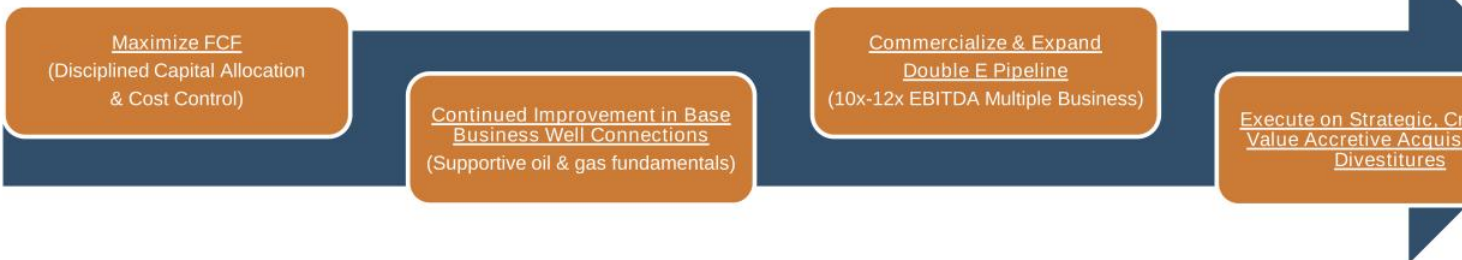 Maximize FCF
(Disciplined Capital Allocation
& Cost Control)
Continued Improvement in Base
Business Well Connections
(Supportive oil & gas fundamentals)
Commercialize & Expand
Double E Pipeline
(10x-12x EBITDA Multiple Business)
Execute on Strategic,
Value Accretive
Divestitures